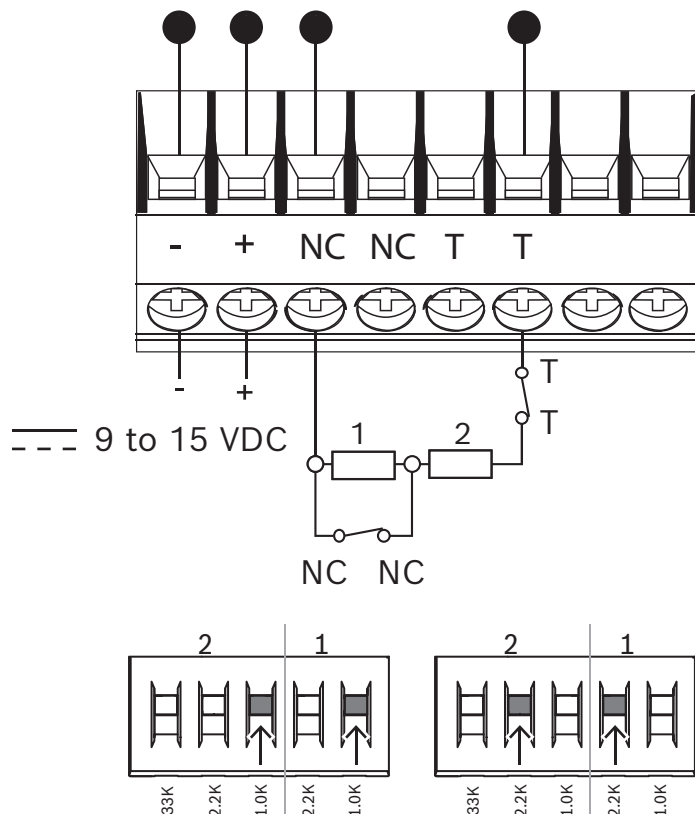 - + NC NC T T
- +
T
T
9 to 15 VDC
1 2
NC NC
2 1 2 1
33K 2.2K 1.0K 2.2K 1.0K 33K 2.2K 1.0K 2.2K 1.0K